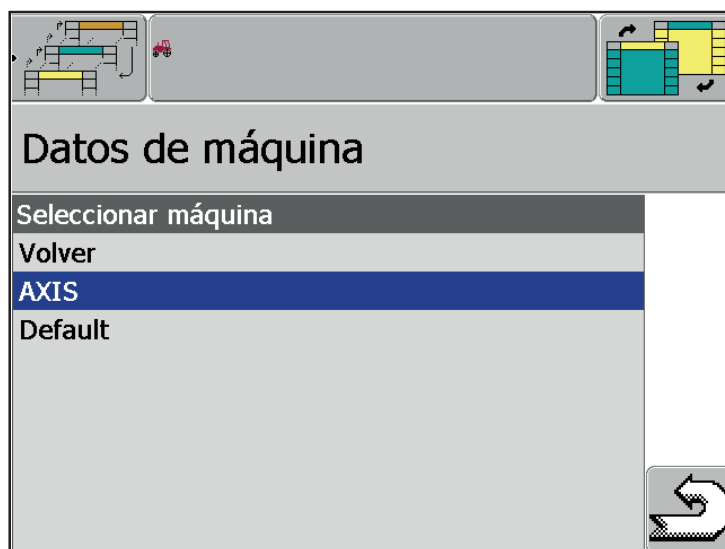 Datos de máquina
Seleccionar máquina
Volver
AXIS
Default